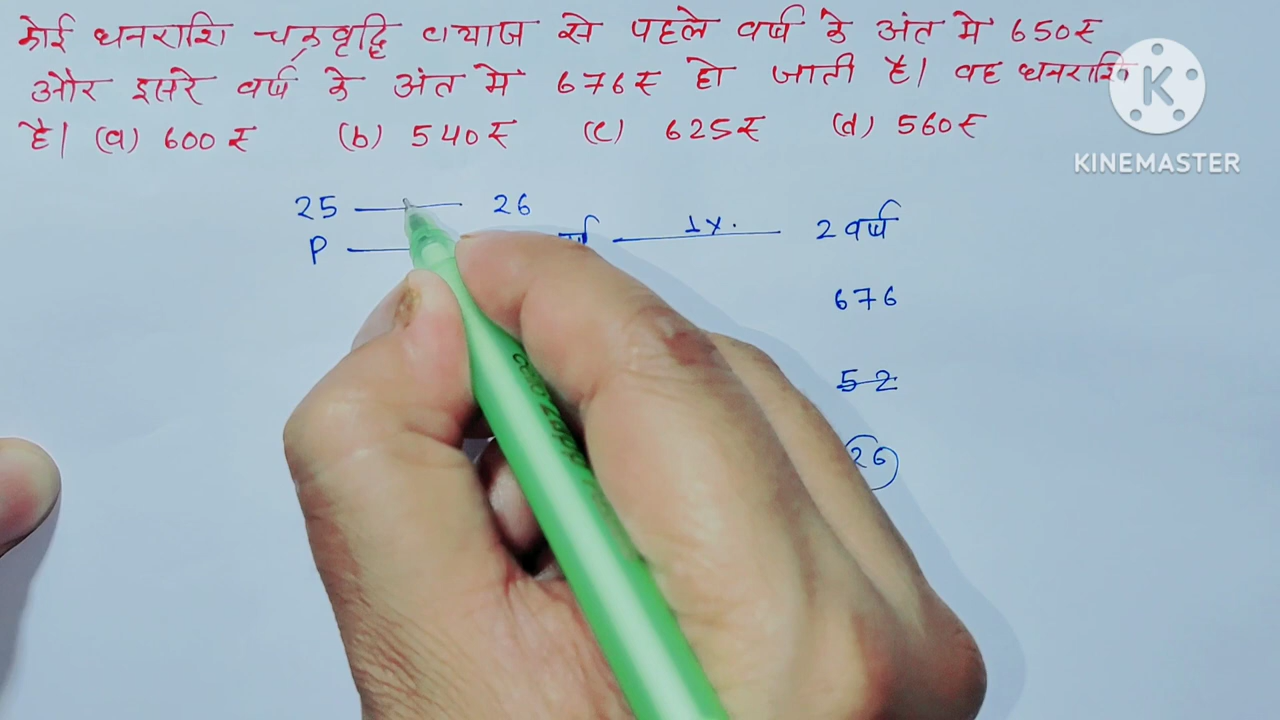 कोई धनराशि चक्रवृद्धि ब्याज से पहले वर्ष के अंत मे 650₹
और दूसरे वर्ष के अंत मे 676₹ हो जाती है। वह धनराशि
है। (a) 600₹ (b) 540₹ (c) 625₹ (d) 560₹
KINEMASTER
25 26
P 1y. 2 वर्ष
676
52
26